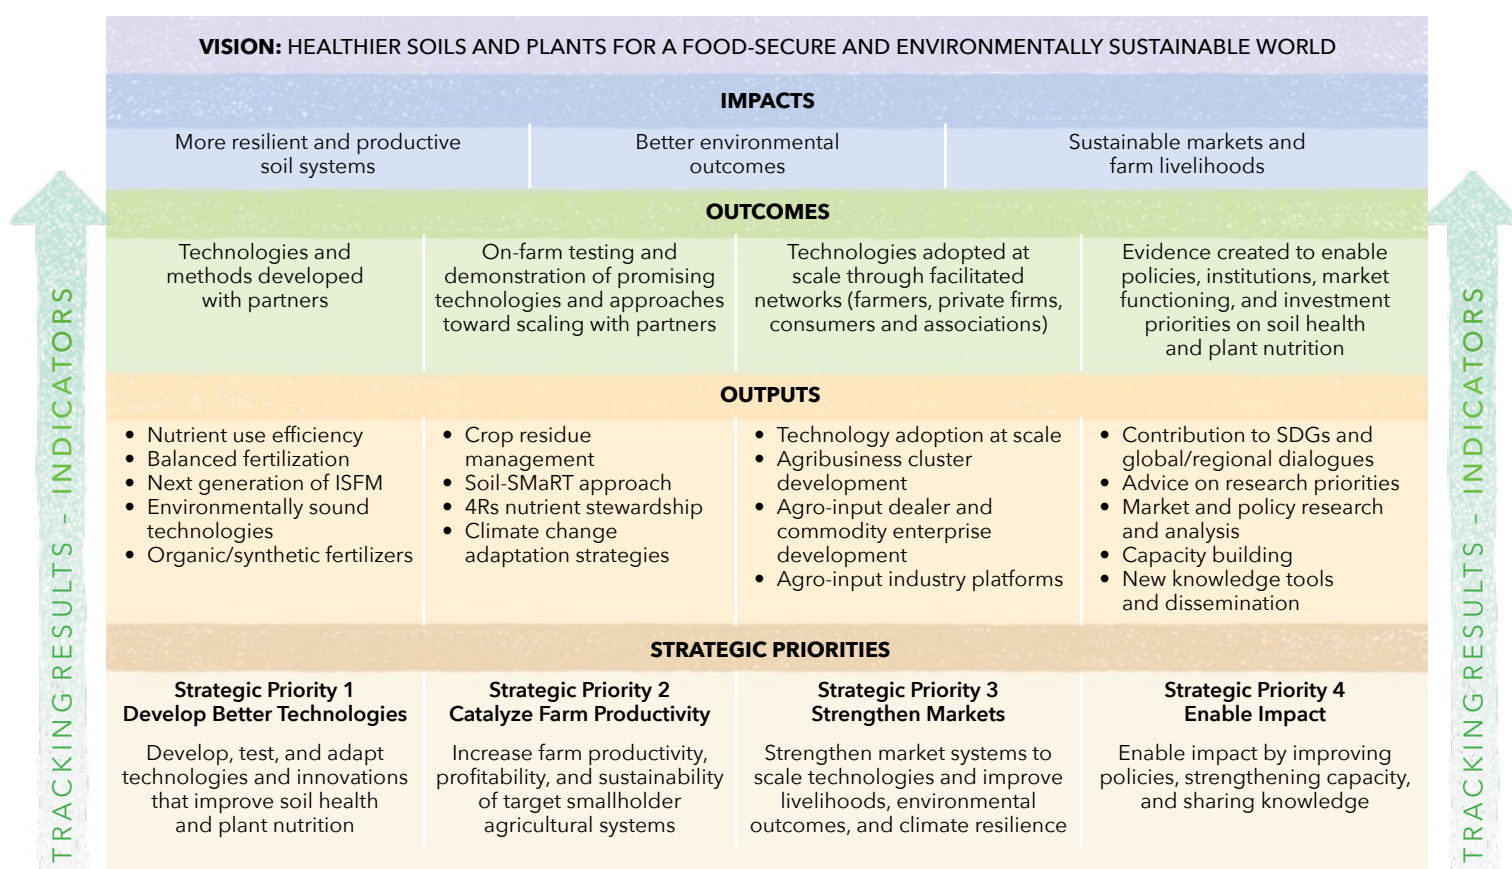 VISION: HEALTHIER SOILS AND PLANTS FOR A FOOD-SECURE AND ENVIRONMENTALLY SUSTAINABLE WORLD
IMPACTS
More resilient and productive
soil systems
Better environmental
outcomes
Sustainable markets and
farm livelihoods
OUTCOMES
Technologies and
methods developed
with partners
On-farm testing and
demonstration of promising
technologies and approaches
toward scaling with partners
Technologies adopted at
scale through facilitated
networks (farmers, private firms,
consumers and associations)
Evidence created to enable
policies, institutions, market
functioning, and investment
priorities on soil health
and plant nutrition
OUTPUTS
• Nutrient use efficiency
• Balanced fertilization
• Next generation of ISFM
• Environmentally sound
technologies
• Organic/synthetic fertilizers
• Crop residue
management
• Soil-SMaRT approach
• 4Rs nutrient stewardship
• Climate change
adaptation strategies
• Technology adoption at scale
• Agribusiness cluster
development
• Agro-input dealer and
commodity enterprise
development
• Agro-input industry platforms
• Contribution to SDGs and
global/regional dialogues
• Advice on research priorities
• Market and policy research
and analysis
• Capacity building
• New knowledge tools
and dissemination
STRATEGIC PRIORITIES
Strategic Priority 1
Develop Better Technologies
Develop, test, and adapt
technologies and innovations
that improve soil health
and plant nutrition
Strategic Priority 2
Catalyze Farm Productivity
Increase farm productivity,
profitability, and sustainability
of target smallholder
agricultural systems
Strategic Priority 3
Strengthen Markets
Strengthen market systems to
scale technologies and improve
livelihoods, environmental
outcomes, and climate resilience
Strategic Priority 4
Enable Impact
Enable impact by improving
policies, strengthening capacity,
and sharing knowledge
TRACKING RESULTS – INDICATORS
TRACKING RESULTS – INDICATORS